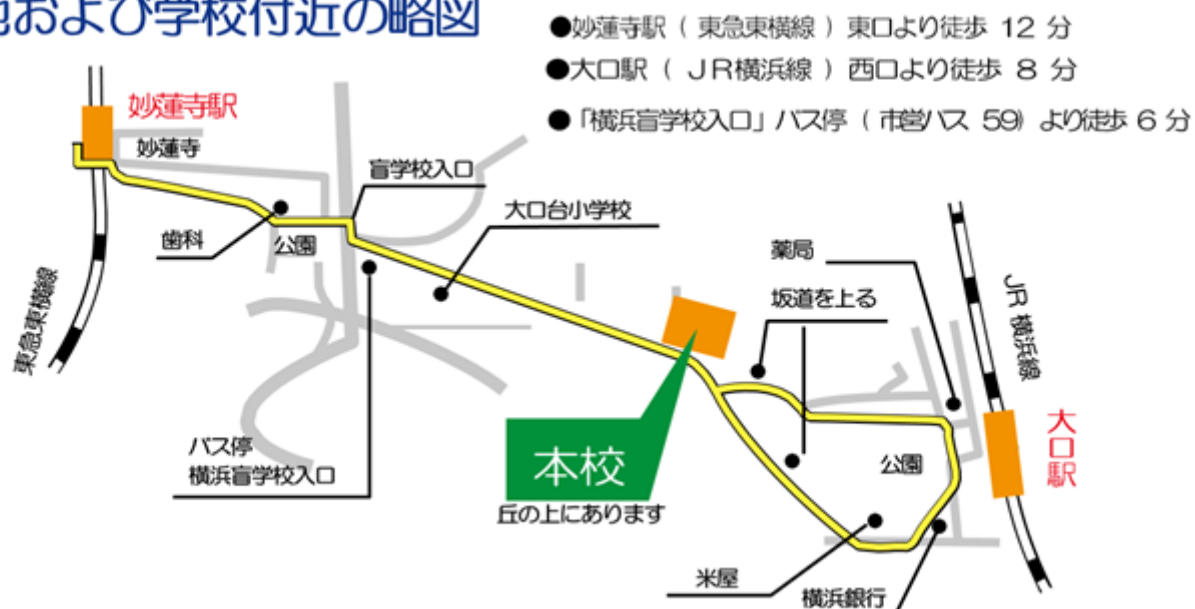 および学校付近の略図
●妙蓮寺駅（ 東急東横線 ）東口より徒歩 12 分
●大口駅（ JR横浜線 ）西口より徒歩 8 分
●「横浜盲学校入口」バス停（ 市営バス 59）より徒歩 6 分
妙蓮寺駅
妙蓮寺
盲学校入口
大口台小学校
歯科
公園
薬局
坂道を上る
東急東横線
JR 横浜線
大口駅
バス停
横浜盲学校入口
本校
丘の上にあります
公園
米屋
横浜銀行